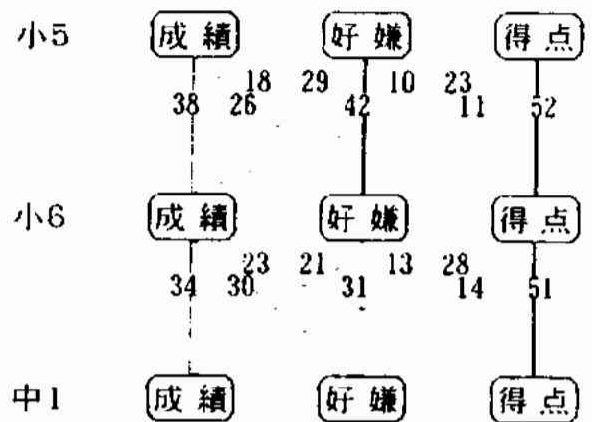 小5 成績 好嫌 得点
18 29 10 23
38 26 42 11 52
小6 成績 好嫌 得点
23 21 13 28
34 30 31 14 51
中1 成績 好嫌 得点